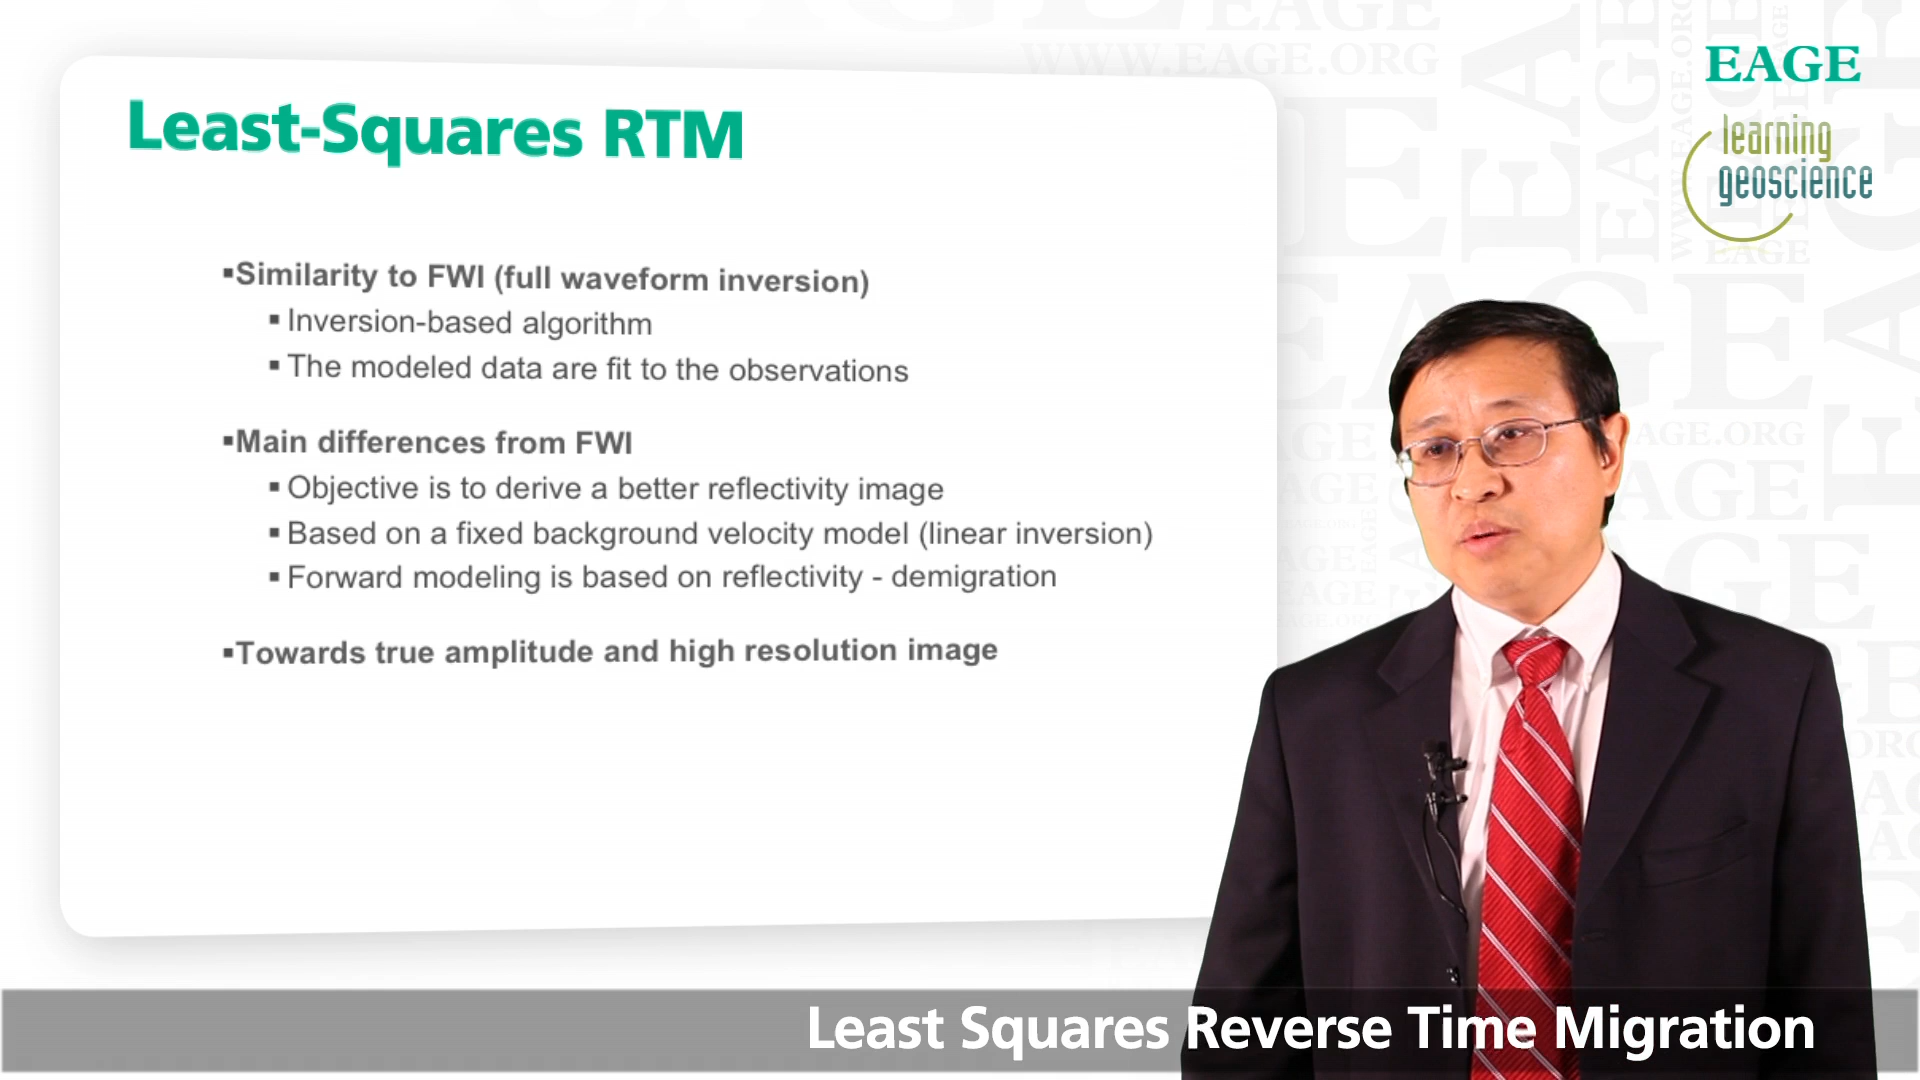 WWW.EAGE.ORG
EAGE
learning
geoscience
Least-Squares RTM
▪Similarity to FWI (full waveform inversion)
▪ Inversion-based algorithm
▪ The modeled data are fit to the observations
▪Main differences from FWI
▪ Objective is to derive a better reflectivity image
▪ Based on a fixed background velocity model (linear inversion)
▪ Forward modeling is based on reflectivity - demigration
▪Towards true amplitude and high resolution image
Least Squares Reverse Time Migration